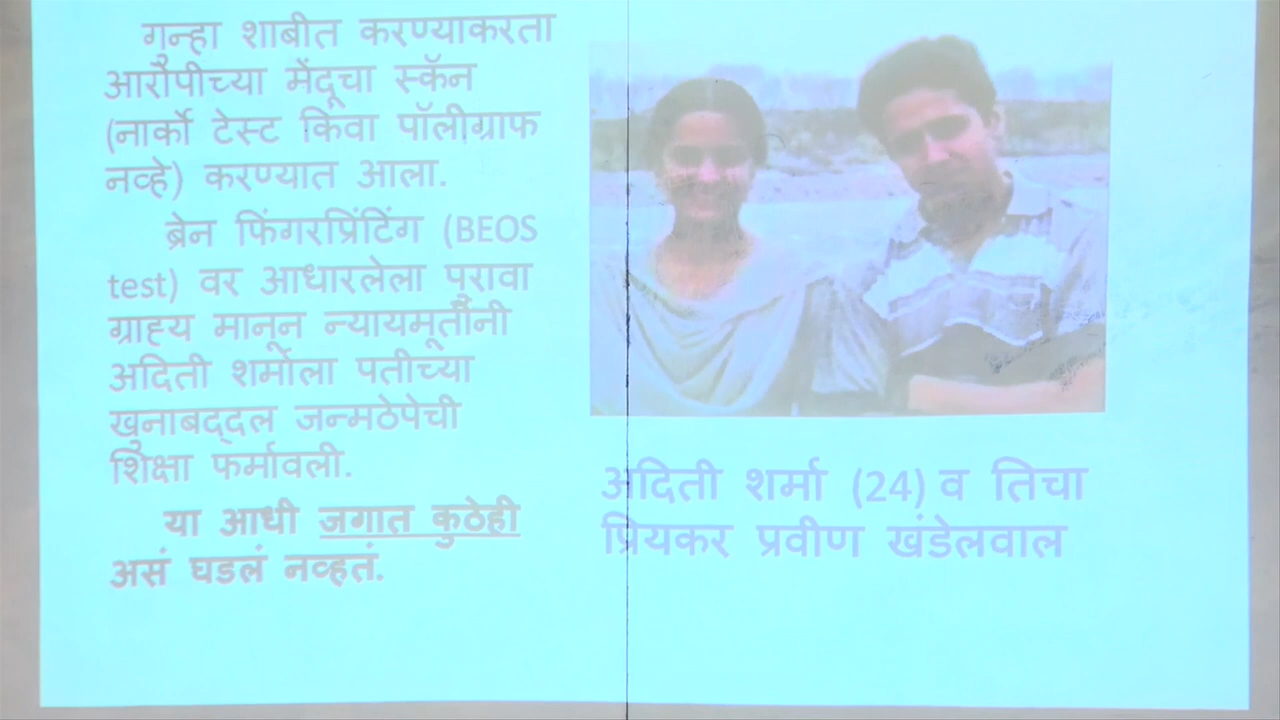 गुन्हा शाबीत करण्याकरता
आरोपीच्या मेंदूचा स्कॅन
(नार्को टेस्ट किंवा पॉलीग्राफ
नव्हे) करण्यात आला.
ब्रेन फिंगरप्रिंटिंग (BEOS
test) वर आधारलेला पुरावा
ग्राह्य मानून न्यायमूर्तींनी
अदिती शर्माला पतीच्या
खुनाबद्दल जन्मठेपेची
शिक्षा फर्मावली.
या आधी जगात कुठेही
असं घडलं नव्हतं.
अदिती शर्मा (24) व तिचा
प्रियकर प्रवीण खंडेलवाल